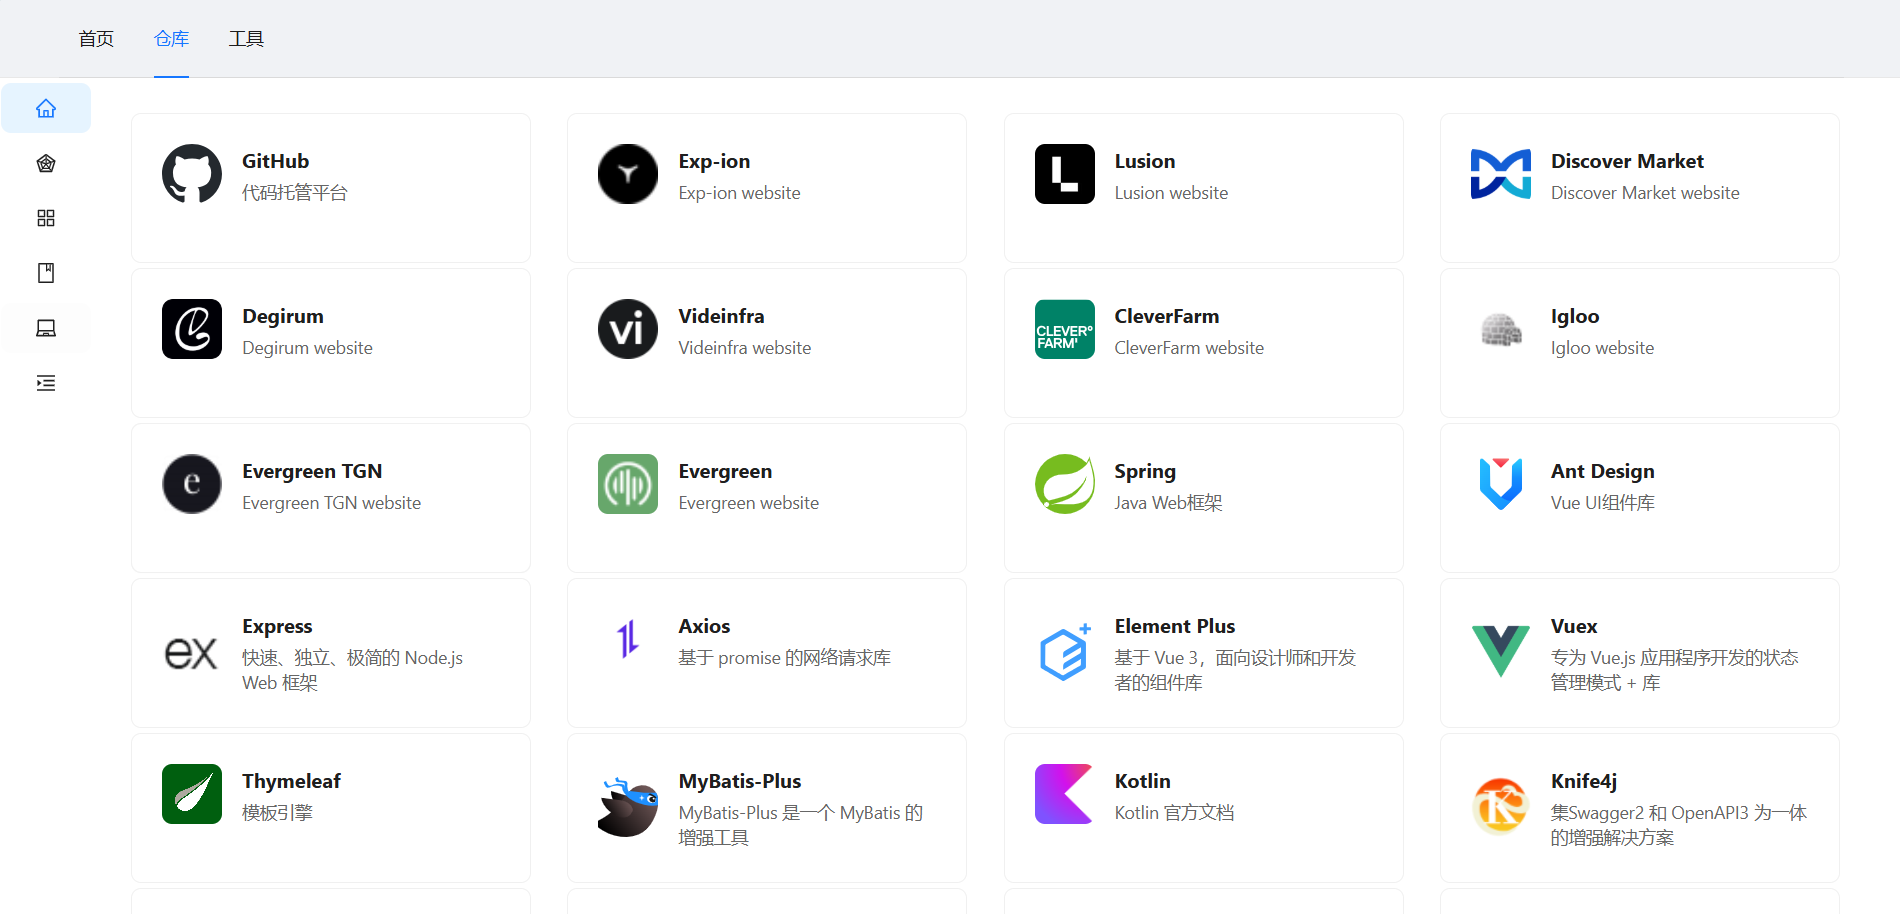 首页 仓库 工具
GitHub
代码托管平台
Exp-ion
Exp-ion website
Lusion
Lusion website
Discover Market
Discover Market website
Degirum
Degirum website
vi
Videinfra
Videinfra website
CLEVER°
FARM'
CleverFarm
CleverFarm website
Igloo
Igloo website
e
Evergreen TGN
Evergreen TGN website
Evergreen
Evergreen website
Spring
Java Web框架
Ant Design
Vue UI组件库
ex
Express
快速、独立、极简的 Node.js
Web 框架
Axios
基于 promise 的网络请求库
Element Plus
基于 Vue 3，面向设计师和开发
者的组件库
Vuex
专为 Vue.js 应用程序开发的状态
管理模式 + 库
Thymeleaf
模板引擎
MyBatis-Plus
MyBatis-Plus 是一个 MyBatis 的
增强工具
Kotlin
Kotlin 官方文档
K
Knife4j
集Swagger2 和 OpenAPI3 为一体
的增强解决方案